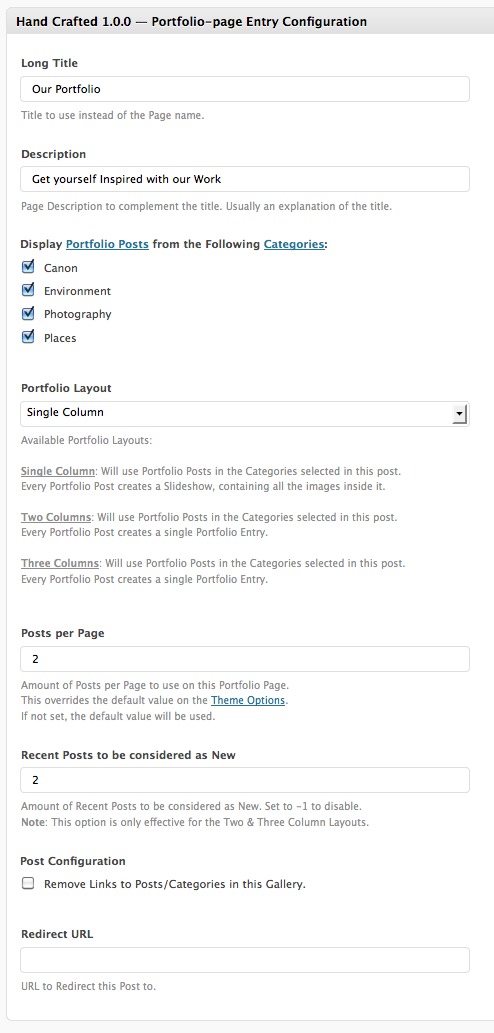 Hand Crafted 1.0.0 — Portfolio-page Entry Configuration
Long Title
Our Portfolio
Title to use instead of the Page name.
Description
Get yourself Inspired with our Work
Page Description to complement the title. Usually an explanation of the title.
Display Portfolio Posts from the Following Categories:
Canon
Environment
Photography
Places
Portfolio Layout
Single Column
Available Portfolio Layouts:
Single Column: Will use Portfolio Posts in the Categories selected in this post.
Every Portfolio Post creates a Slideshow, containing all the images inside it.
Two Columns: Will use Portfolio Posts in the Categories selected in this post.
Every Portfolio Post creates a single Portfolio Entry.
Three Columns: Will use Portfolio Posts in the Categories selected in this post.
Every Portfolio Post creates a single Portfolio Entry.
Posts per Page
2
Amount of Posts per Page to use on this Portfolio Page.
This overrides the default value on the Theme Options.
If not set, the default value will be used.
Recent Posts to be considered as New
2
Amount of Recent Posts to be considered as New. Set to -1 to disable.
Note: This option is only effective for the Two & Three Column Layouts.
Post Configuration
Remove Links to Posts/Categories in this Gallery.
Redirect URL
URL to Redirect this Post to.